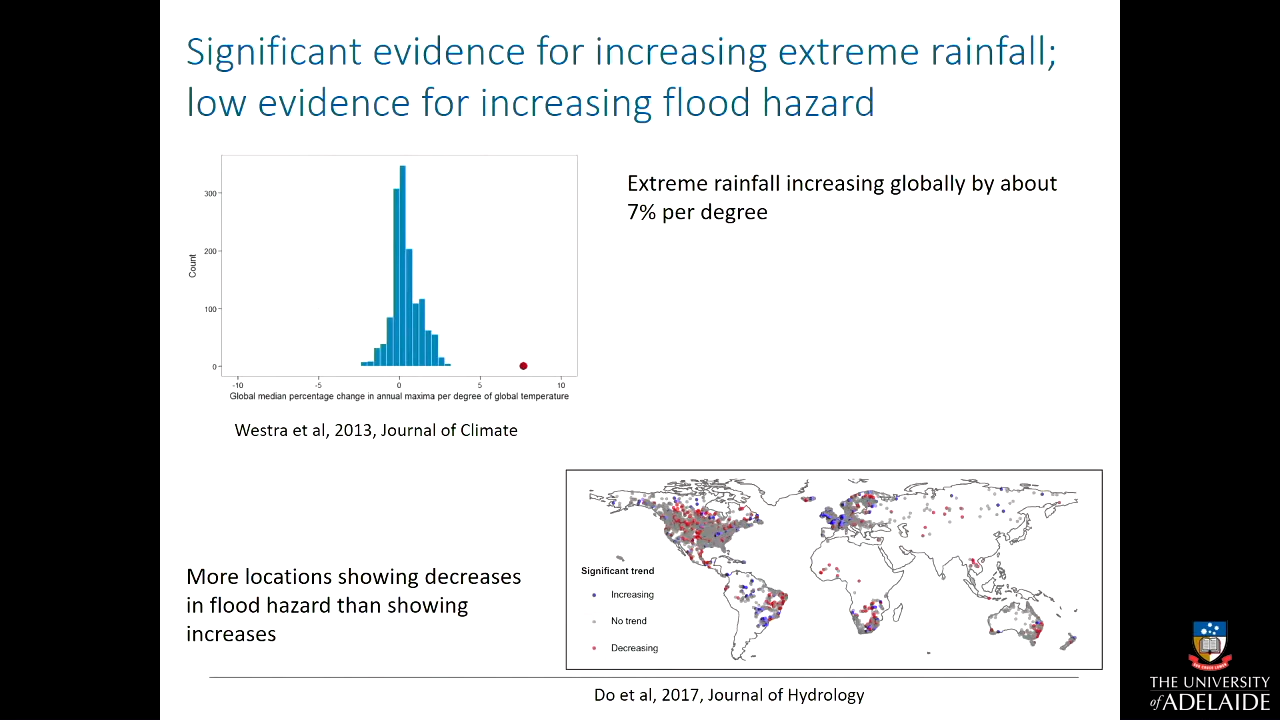 Significant evidence for increasing extreme rainfall;
low evidence for increasing flood hazard
Extreme rainfall increasing globally by about
7% per degree
Count
300
200
100
0
-10 -5 0 5 10
Global median percentage change in annual maxima per degree of global temperature
Westra et al, 2013, Journal of Climate
More locations showing decreases
in flood hazard than showing
increases
Significant trend
Increasing
No trend
Decreasing
Do et al, 2017, Journal of Hydrology
THE UNIVERSITY
of ADELAIDE